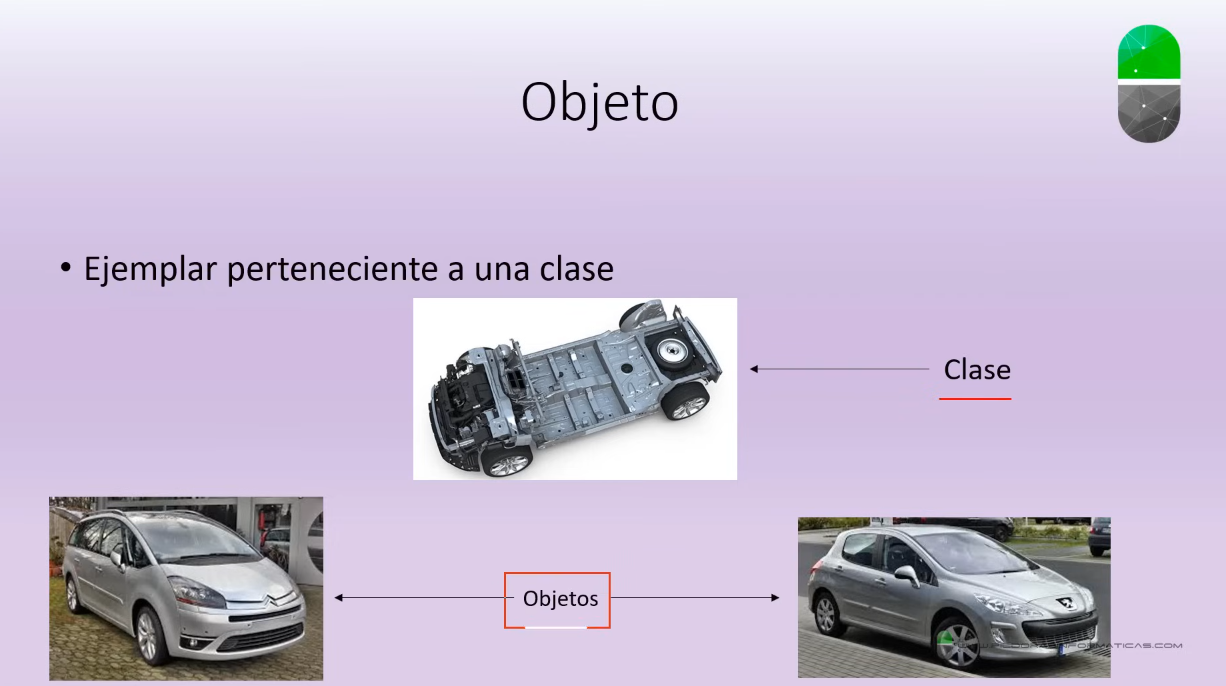 Objeto
• Ejemplar perteneciente a una clase
Clase
Objetos